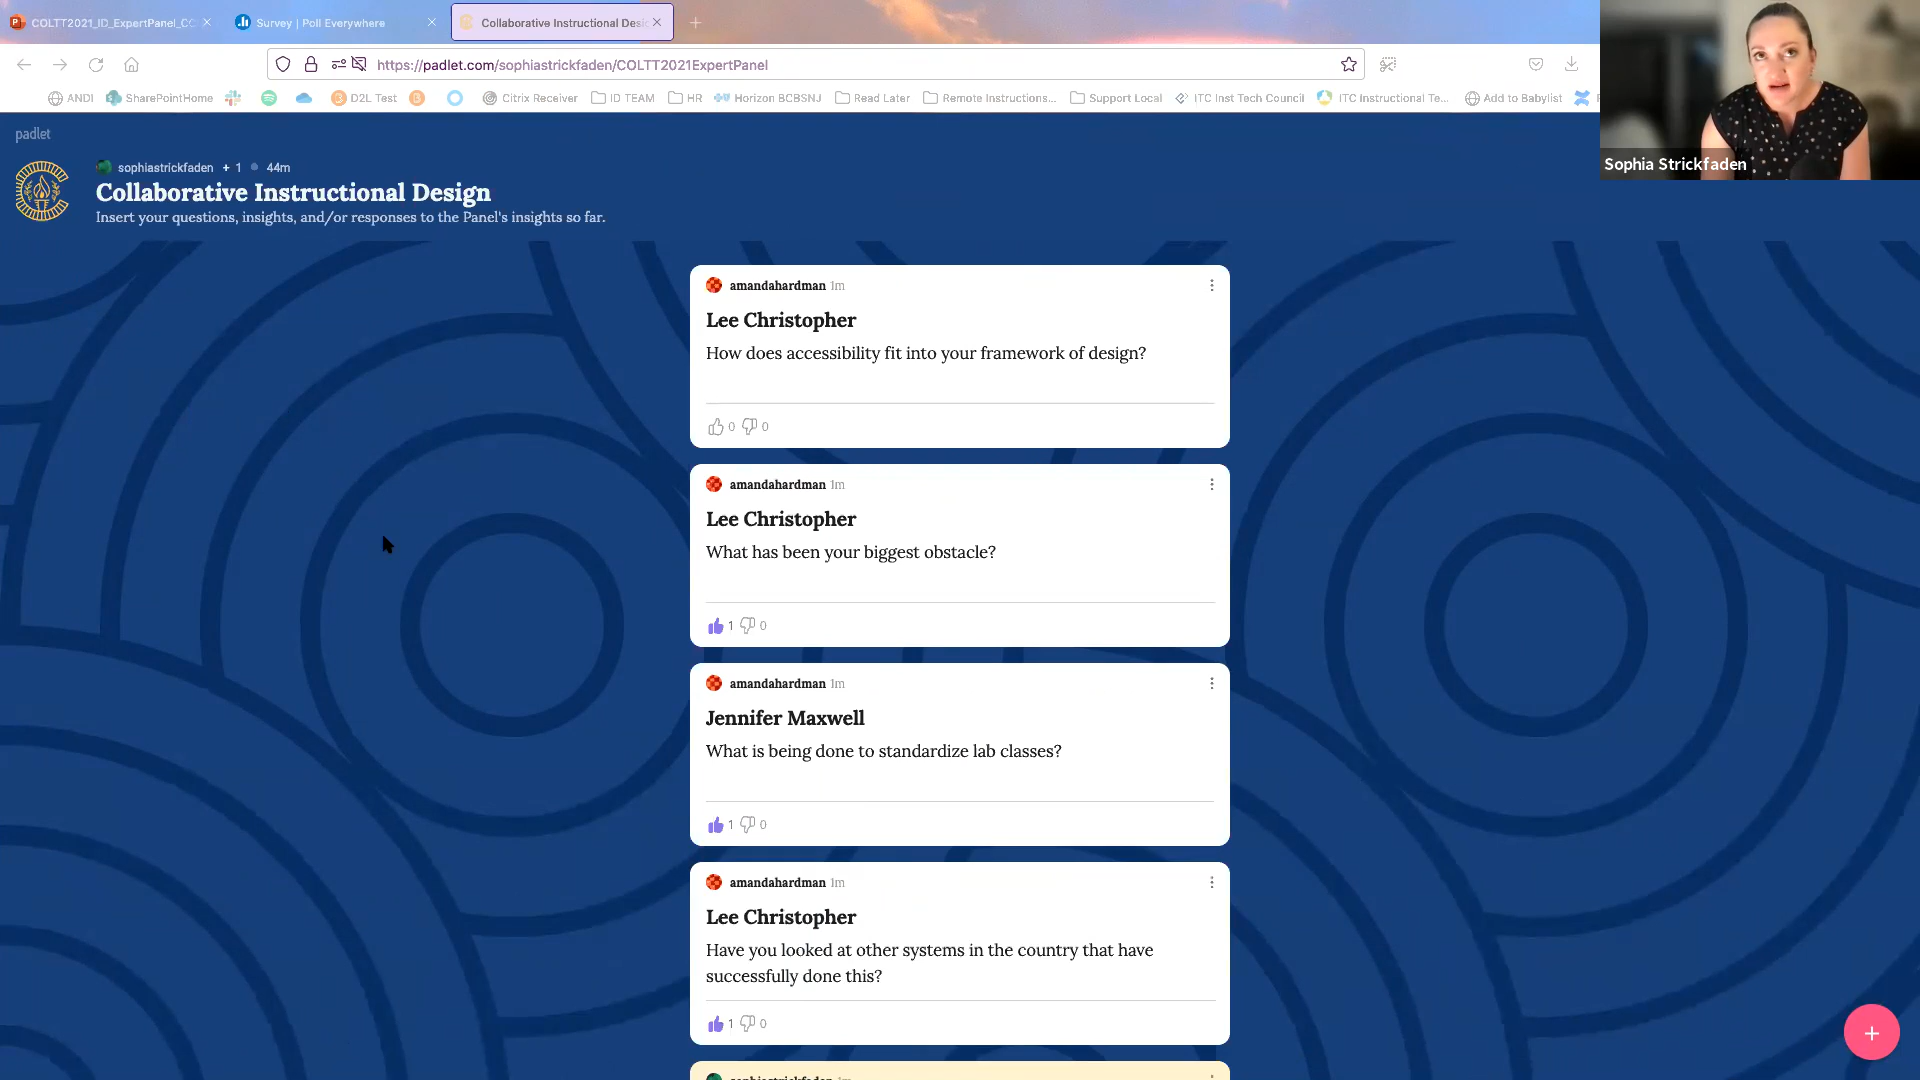 COLTT2021_ID_ExpertPanel_CC
Survey | Poll Everywhere
Collaborative Instructional Desi
https://padlet.com/sophiastrickfaden/COLTT2021ExpertPanel
ANDI
SharePointHome
D2L Test
Citrix Receiver
ID TEAM
HR
Horizon BCBSNJ
Read Later
Remote Instructions...
Support Local
ITC Inst Tech Council
ITC Instructional Te...
Add to Babylist
Sophia Strickfaden
padlet
sophiastrickfaden + 1 44m
Collaborative Instructional Design
Insert your questions, insights, and/or responses to the Panel's insights so far.
amandahardman 1m
Lee Christopher
How does accessibility fit into your framework of design?
0 0
amandahardman 1m
Lee Christopher
What has been your biggest obstacle?
1 0
amandahardman 1m
Jennifer Maxwell
What is being done to standardize lab classes?
1 0
amandahardman 1m
Lee Christopher
Have you looked at other systems in the country that have
successfully done this?
1 0